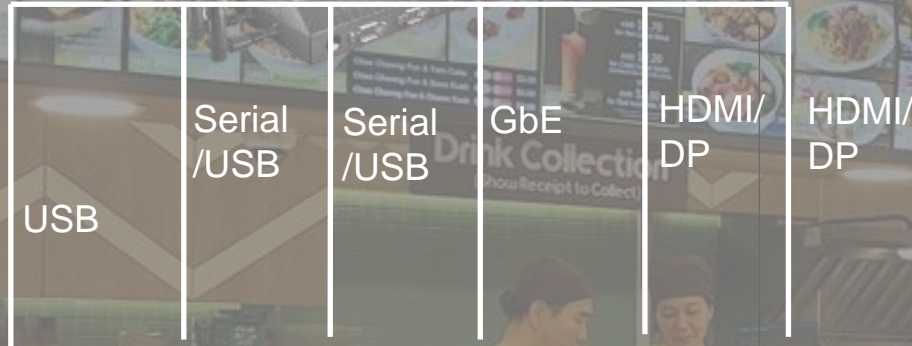 Serial
/USB
Serial
/USB
GbE
HDMI/
DP
HDMI/
DP
USB
Drink Collection
(Show Receipt to Collect)